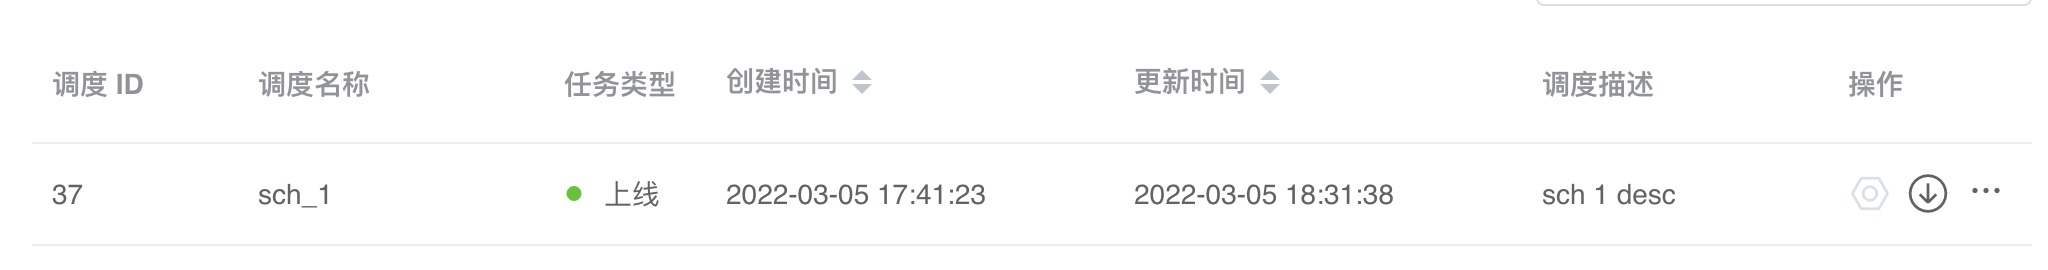 调度 ID 调度名称 任务类型 创建时间 更新时间 调度描述 操作
37 sch_1 上线 2022-03-05 17:41:23 2022-03-05 18:31:38 sch 1 desc ···